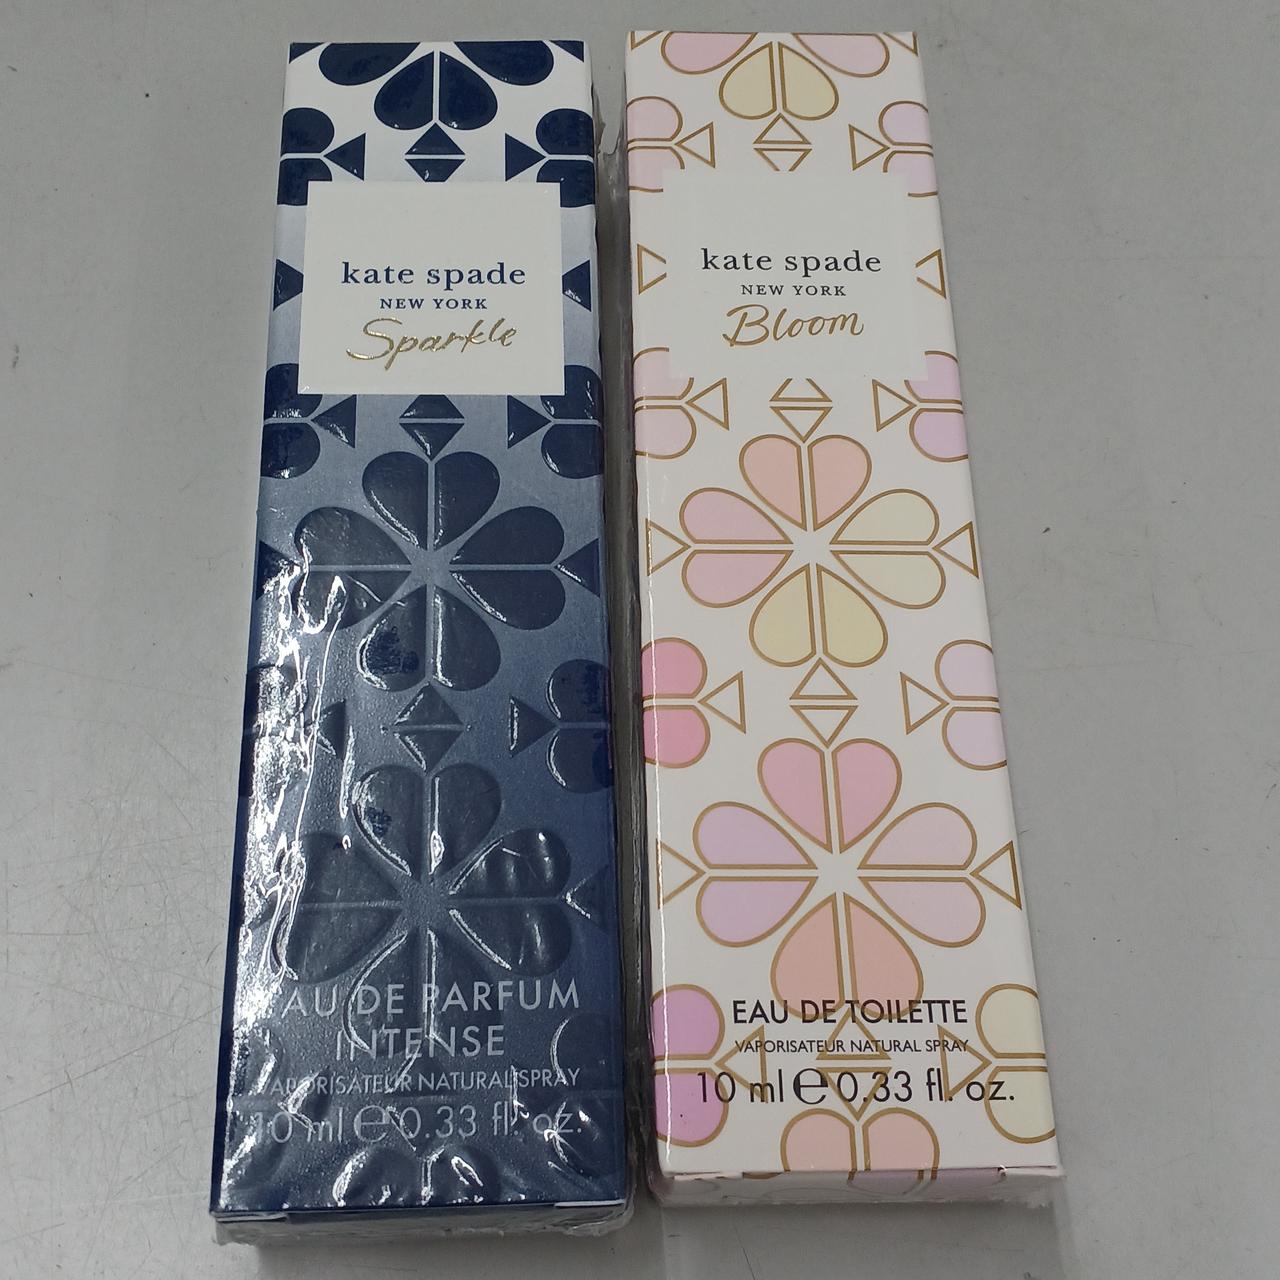 kate spade
NEW YORK
Sparkle
EAU DE PARFUM
INTENSE
VAPORISATEUR NATURAL SPRAY
10 ml e 0.33 fl. oz.
kate spade
NEW YORK
Bloom
EAU DE TOILETTE
VAPORISATEUR NATURAL SPRAY
10 ml e 0.33 fl. oz.